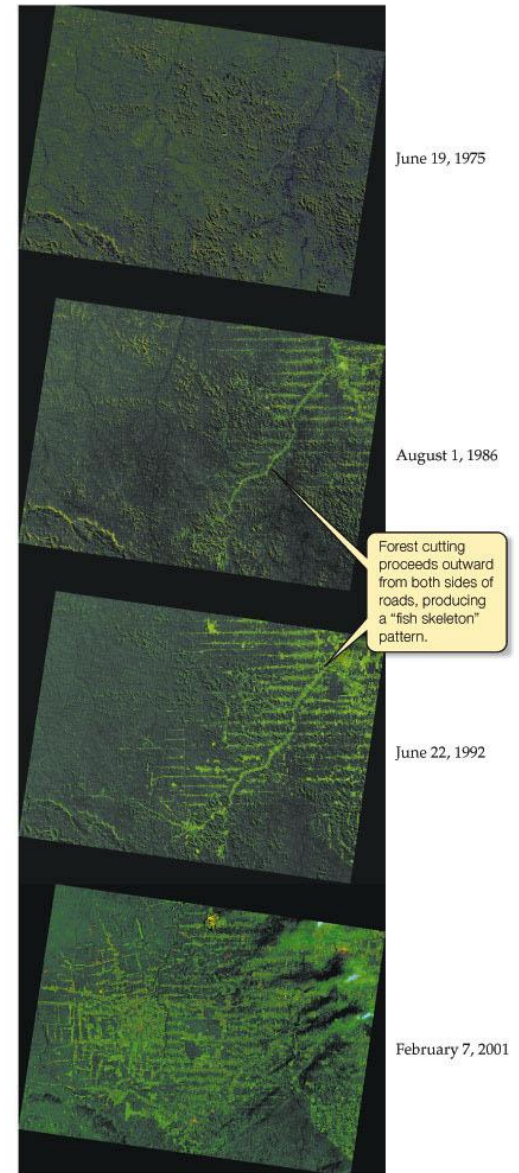 June 19, 1975
August 1, 1986
Forest cutting
proceeds outward
from both sides of
roads, producing
a “fish skeleton”
pattern.
June 22, 1992
February 7, 2001